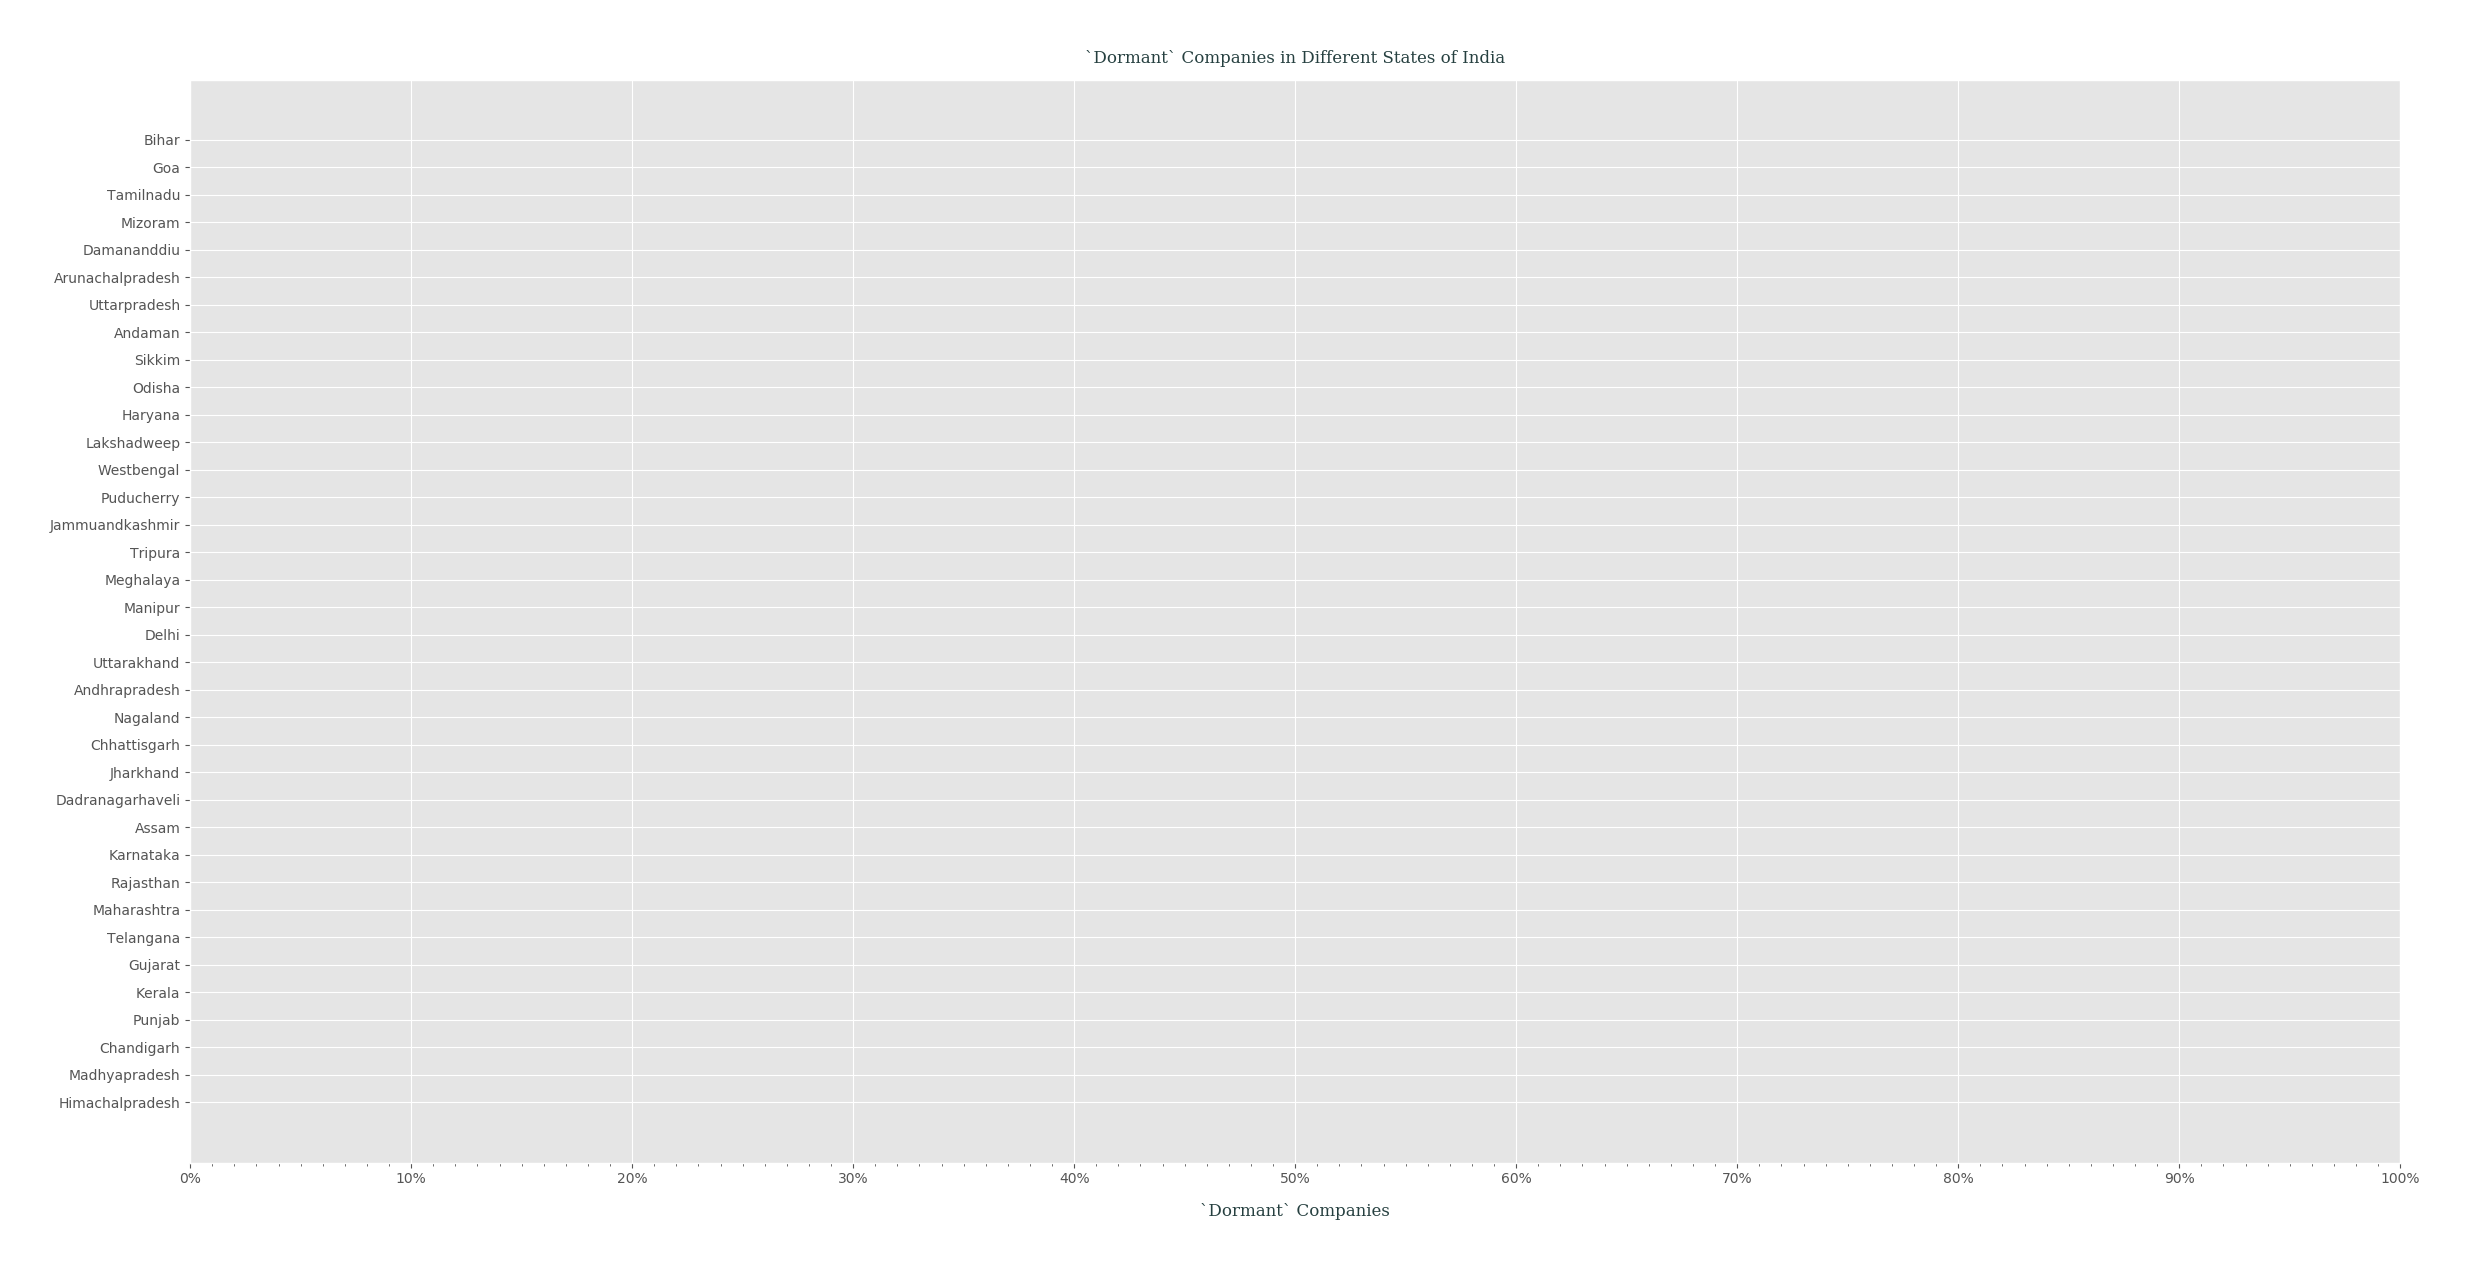 `Dormant` Companies in Different States of India
Bihar
Goa
Tamilnadu
Mizoram
Damananddiu
Arunachalpradesh
Uttarpradesh
Andaman
Sikkim
Odisha
Haryana
Lakshadweep
Westbengal
Puducherry
Jammuandkashmir
Tripura
Meghalaya
Manipur
Delhi
Uttarakhand
Andhrapradesh
Nagaland
Chhattisgarh
Jharkhand
Dadranagarhaveli
Assam
Karnataka
Rajasthan
Maharashtra
Telangana
Gujarat
Kerala
Punjab
Chandigarh
Madhyapradesh
Himachalpradesh
0% 10% 20% 30% 40% 50% 60% 70% 80% 90% 100%
`Dormant` Companies